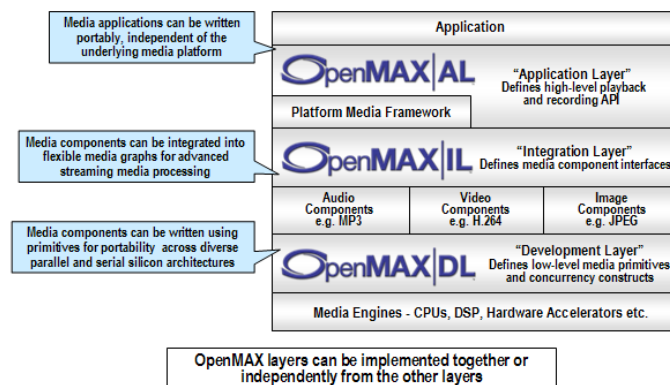 Media applications can be written
portably, independent of the
underlying media platform
Application
OpenMAX|AL
"Application Layer"
Defines high-level playback
and recording API
Platform Media Framework
Media components can be integrated into
flexible media graphs for advanced
streaming media processing
OpenMAX|IL
"Integration Layer"
Defines media component interfaces
Audio
Components
e.g. MP3
Video
Components
e.g. H.264
Image
Components
e.g. JPEG
Media components can be written using
primitives for portability across diverse
parallel and serial silicon architectures
OpenMAX|DL
"Development Layer"
Defines low-level media primitives
and concurrency constructs
Media Engines - CPUs, DSP, Hardware Accelerators etc.
OpenMAX layers can be implemented together or
independently from the other layers